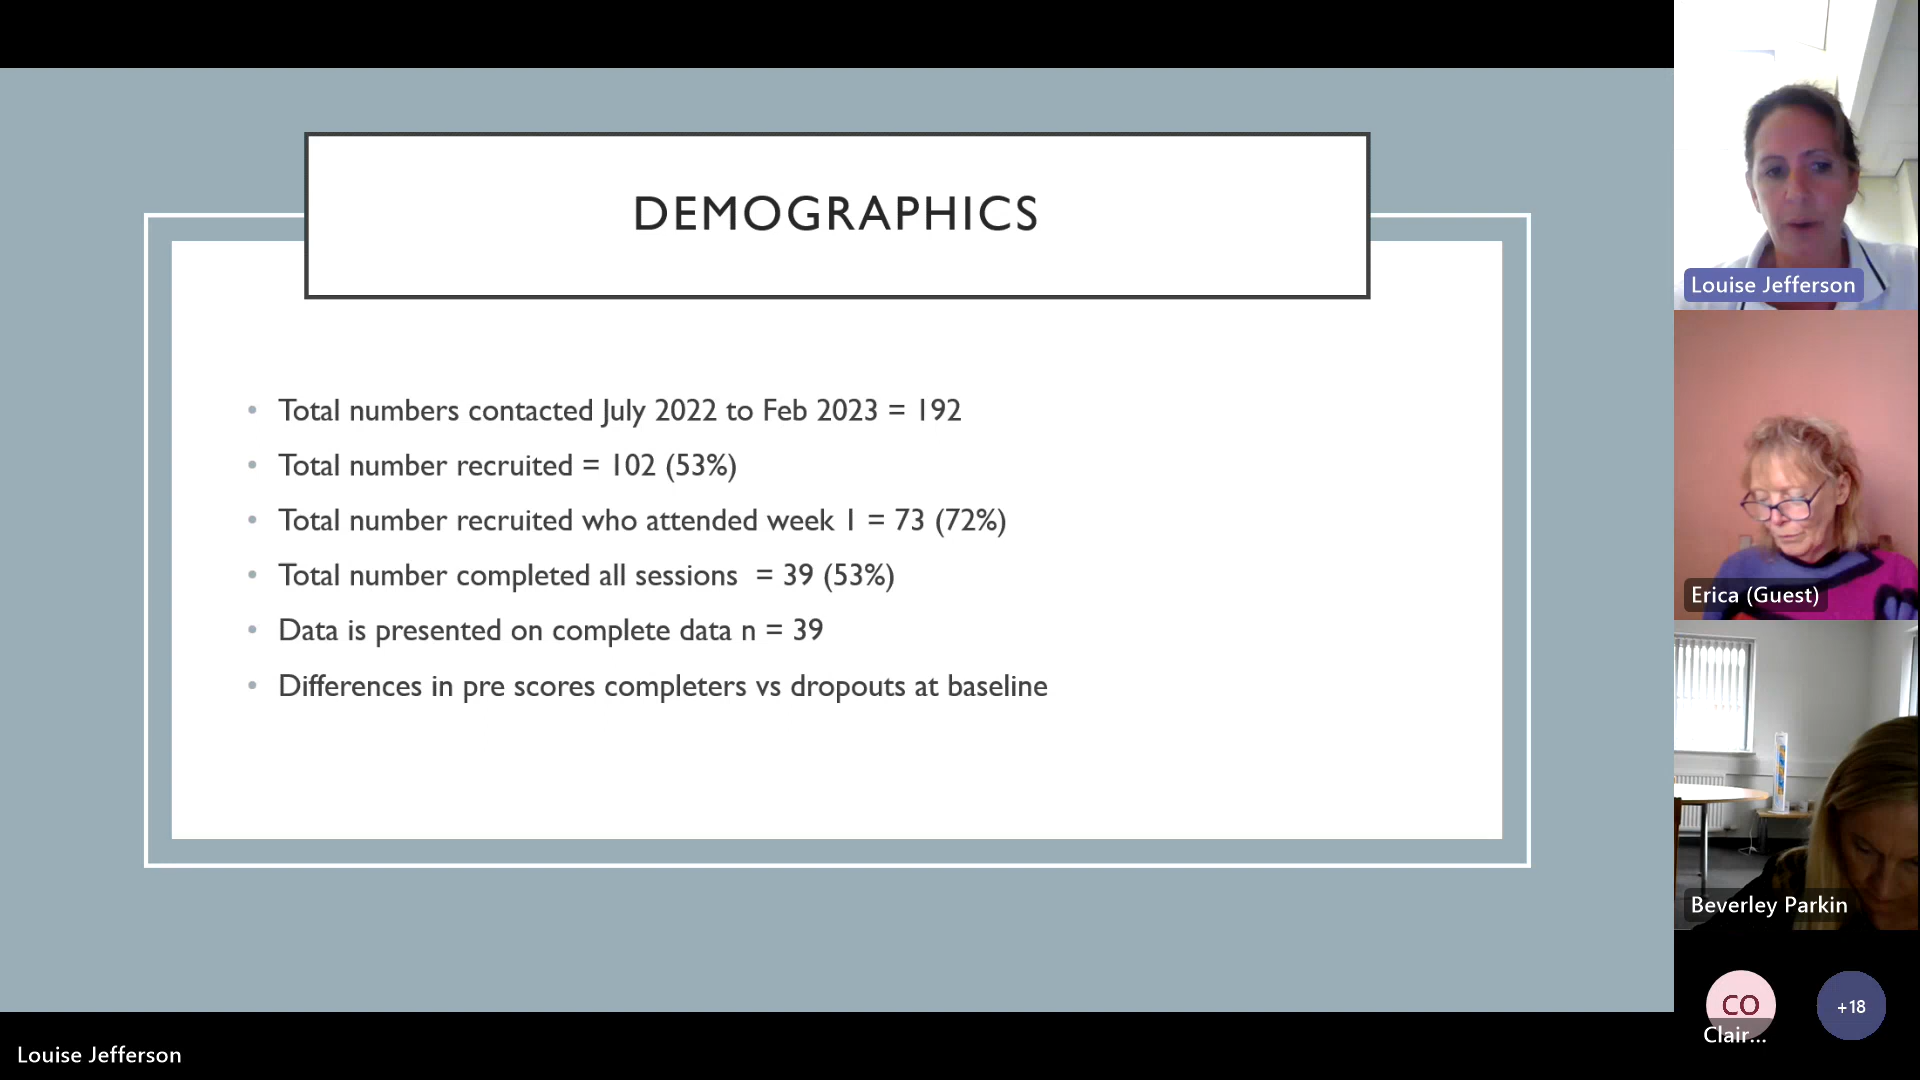 DEMOGRAPHICS
• Total numbers contacted July 2022 to Feb 2023 = 192
• Total number recruited = 102 (53%)
• Total number recruited who attended week 1 = 73 (72%)
• Total number completed all sessions  = 39 (53%)
• Data is presented on complete data n = 39
• Differences in pre scores completers vs dropouts at baseline
Louise Jefferson
Erica (Guest)
Beverley Parkin
CO
Clair...
+18
Louise Jefferson